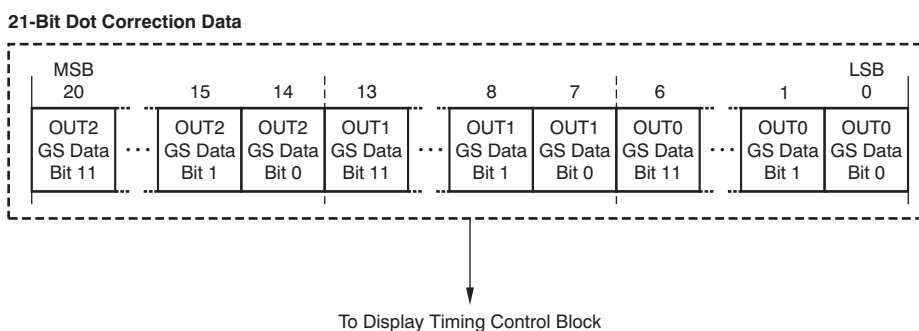 21-Bit Dot Correction Data
MSB LSB
20 15 14 13 8 7 6 1 0
OUT2 OUT2 OUT2 OUT1 OUT1 OUT1 OUT0 OUT0 OUT0
GS Data ··· GS Data GS Data GS Data ··· GS Data GS Data GS Data ··· GS Data GS Data
Bit 11 Bit 1 Bit 0 Bit 11 Bit 1 Bit 0 Bit 11 Bit 1 Bit 0
To Display Timing Control Block